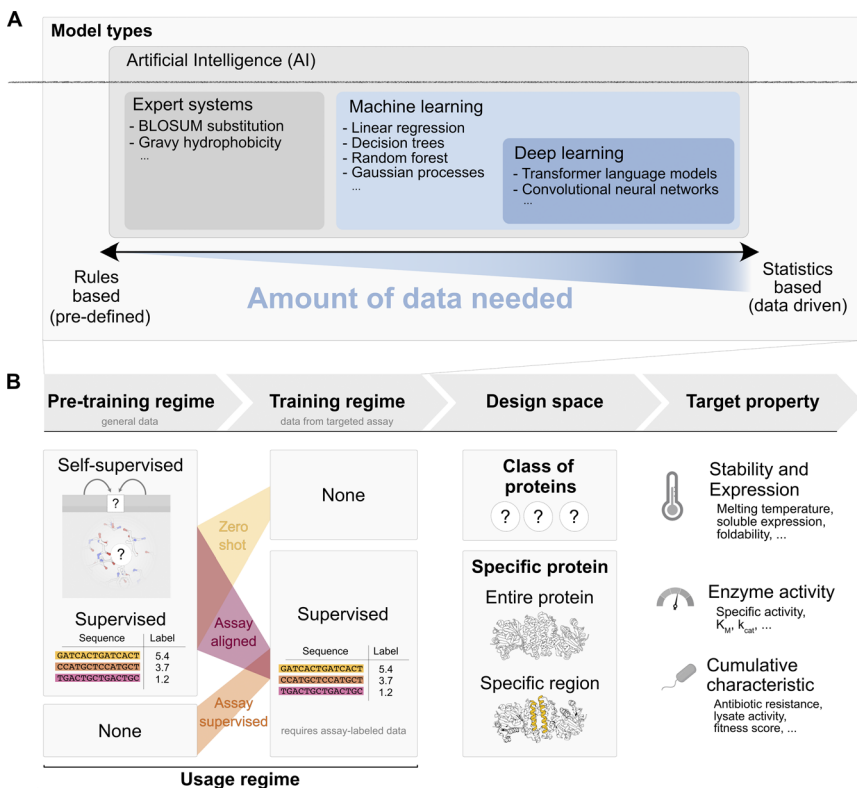 A
Model types
Artificial Intelligence (AI)
Expert systems
- BLOSUM substitution
- Gravy hydrophobicity
...
Machine learning
- Linear regression
- Decision trees
- Random forest
- Gaussian processes
...
Deep learning
- Transformer language models
- Convolutional neural networks
...
Rules
based
(pre-defined)
Amount of data needed
Statistics
based
(data driven)
B
Pre-training regime
general data
Training regime
data from targeted assay
Design space
Target property
Self-supervised
?
?
Supervised
Sequence Label
GATCACTGATCACT 5.4
CCATGCTCCATGCT 3.7
TGACTGCTGACTGC 1.2
None
Zero
shot
Assay
aligned
Assay
supervised
None
Supervised
Sequence Label
GATCACTGATCACT 5.4
CCATGCTCCATGCT 3.7
TGACTGCTGACTGC 1.2
requires assay-labeled data
Usage regime
Class of
proteins
? ? ?
Specific protein
Entire protein
Specific region
Stability and
Expression
Melting temperature,
soluble expression,
foldability, ...
Enzyme activity
Specific activity,
KM, kcat, ...
Cumulative
characteristic
Antibiotic resistance,
lysate activity,
fitness score, ...